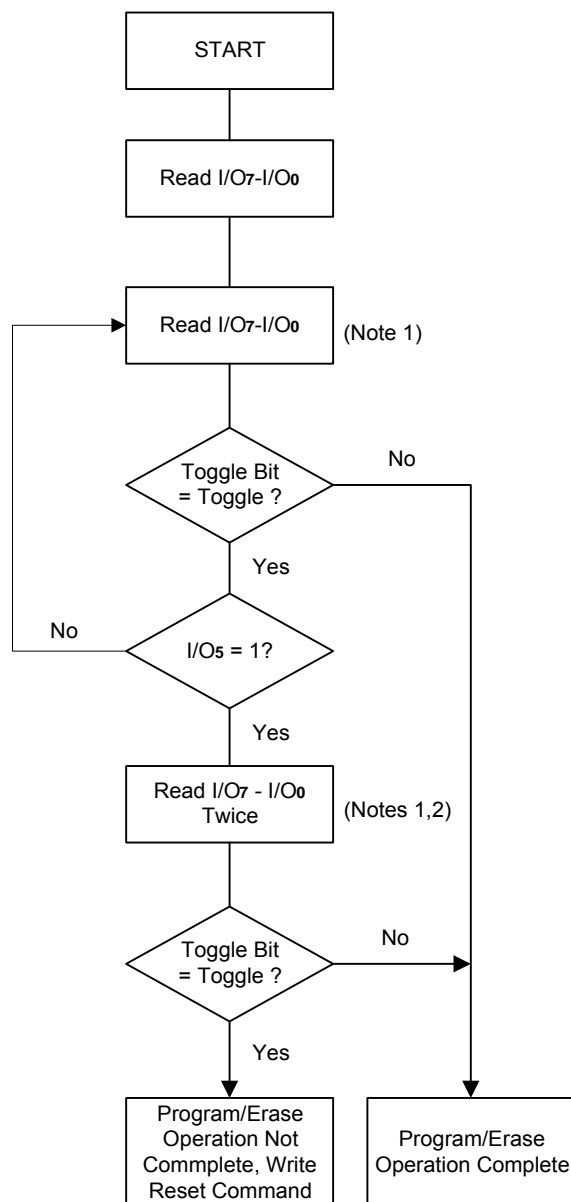 START
Read I/O7-I/O0
Read I/O7-I/O0
(Note 1)
Toggle Bit
= Toggle ?
No
Yes
No
I/O5 = 1?
Yes
Read I/O7 - I/O0
Twice
(Notes 1,2)
Toggle Bit
= Toggle ?
No
Yes
Program/Erase
Operation Not
Commplete, Write
Reset Command
Program/Erase
Operation Complete